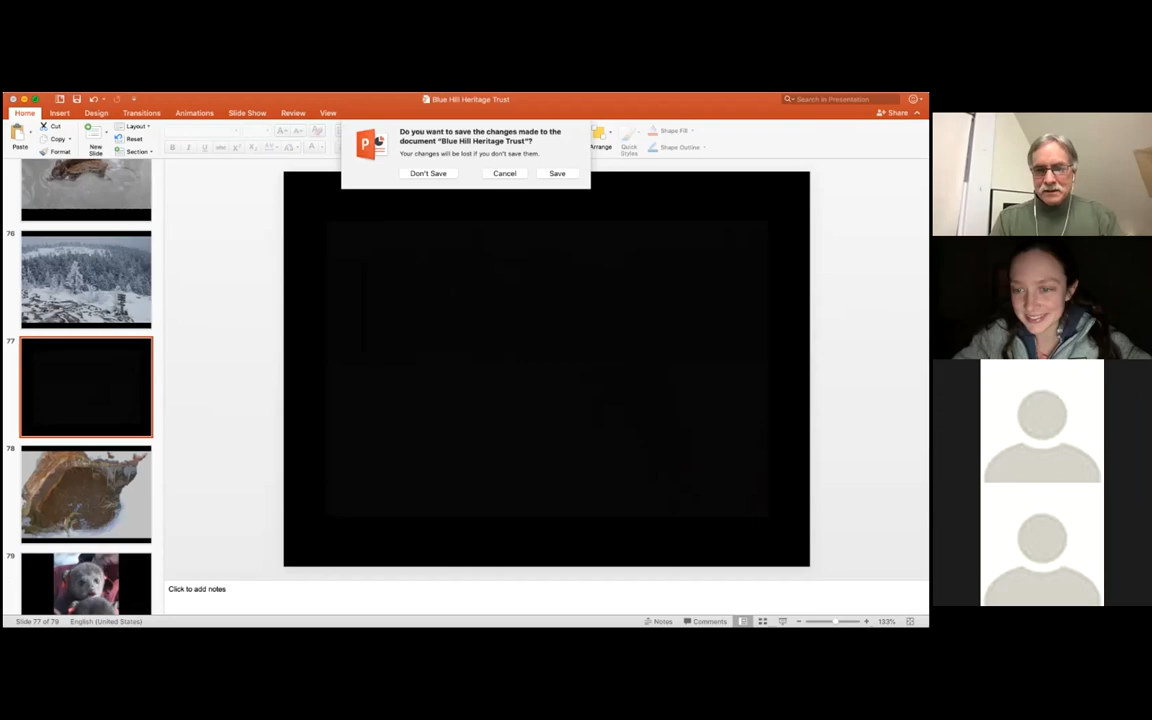 Blue Hill Heritage Trust
Search in Presentation
Home Insert Design Transitions Animations Slide Show Review View
Share
Cut
Copy
Format
Paste
New
Slide
Layout
Reset
Section
Do you want to save the changes made to the
document “Blue Hill Heritage Trust”?
Your changes will be lost if you don't save them.
Don't Save Cancel Save
Arrange
Quick
Styles
Shape Fill
Shape Outline
76
77
78
79
Click to add notes
Slide 77 of 79 English (United States)
Notes Comments 133%